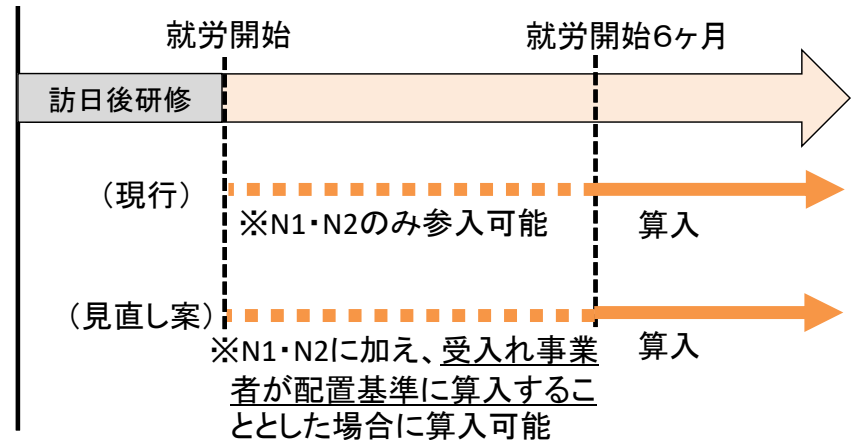 就労開始
就労開始6ヶ月
訪日後研修
（現行）
※N1・N2のみ参入可能
算入
（見直し案）
※N1・N2に加え、受入れ事業
者が配置基準に算入するこ
ととした場合に算入可能
算入